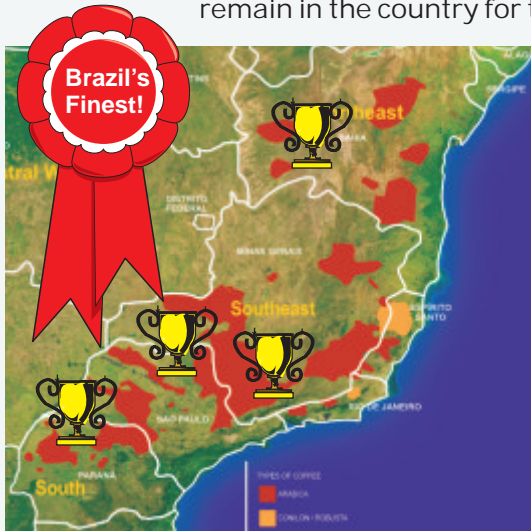 remain in the country for
Brazil's
Finest!
heast
BAHIA
DISTRITO
FEDERAL
MINAS GERAIS
Southeast
ESPIRITO
SANTO
SAO PAULO
RIO DE JANEIRO
PARANA
South
TYPES OF COFFEE
ARABICA
CONILON / ROBUSTA